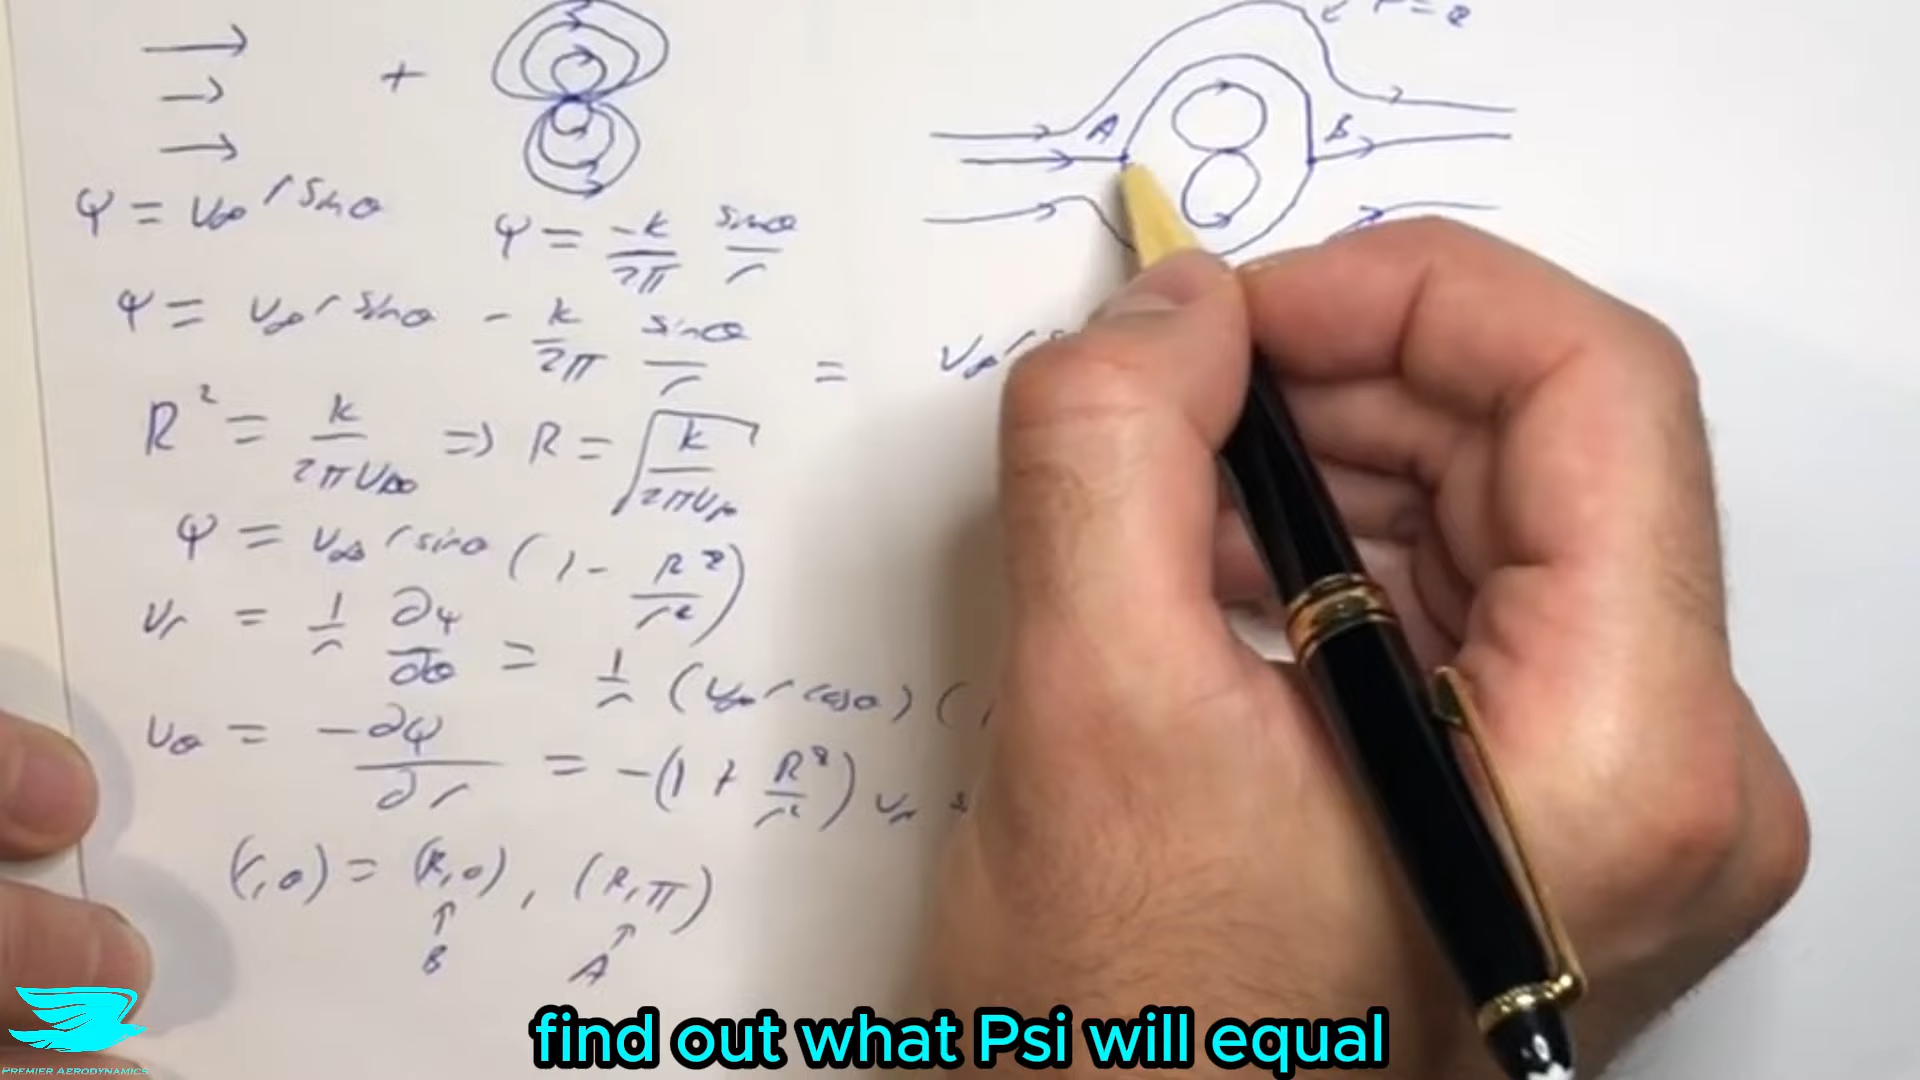 +
Ψ = V∞ r sinθ
Ψ = -k/2π sinθ/r
A
B
Ψ = V∞ r sinθ - k/2π sinθ/r =
R² = k/2πV∞ => R = √(k/2πV∞)
Ψ = V∞ r sinθ (1 - R²/r²)
Vr = 1/r ∂Ψ/∂θ = 1/r (V∞ r cosθ) (1
Vθ = -∂Ψ/∂r = -(1 + R²/r²)
(r,θ) = (R,0), (R,π)
↑ ↑
B A
find out what Psi will equal
PREMIER AERODYNAMICS